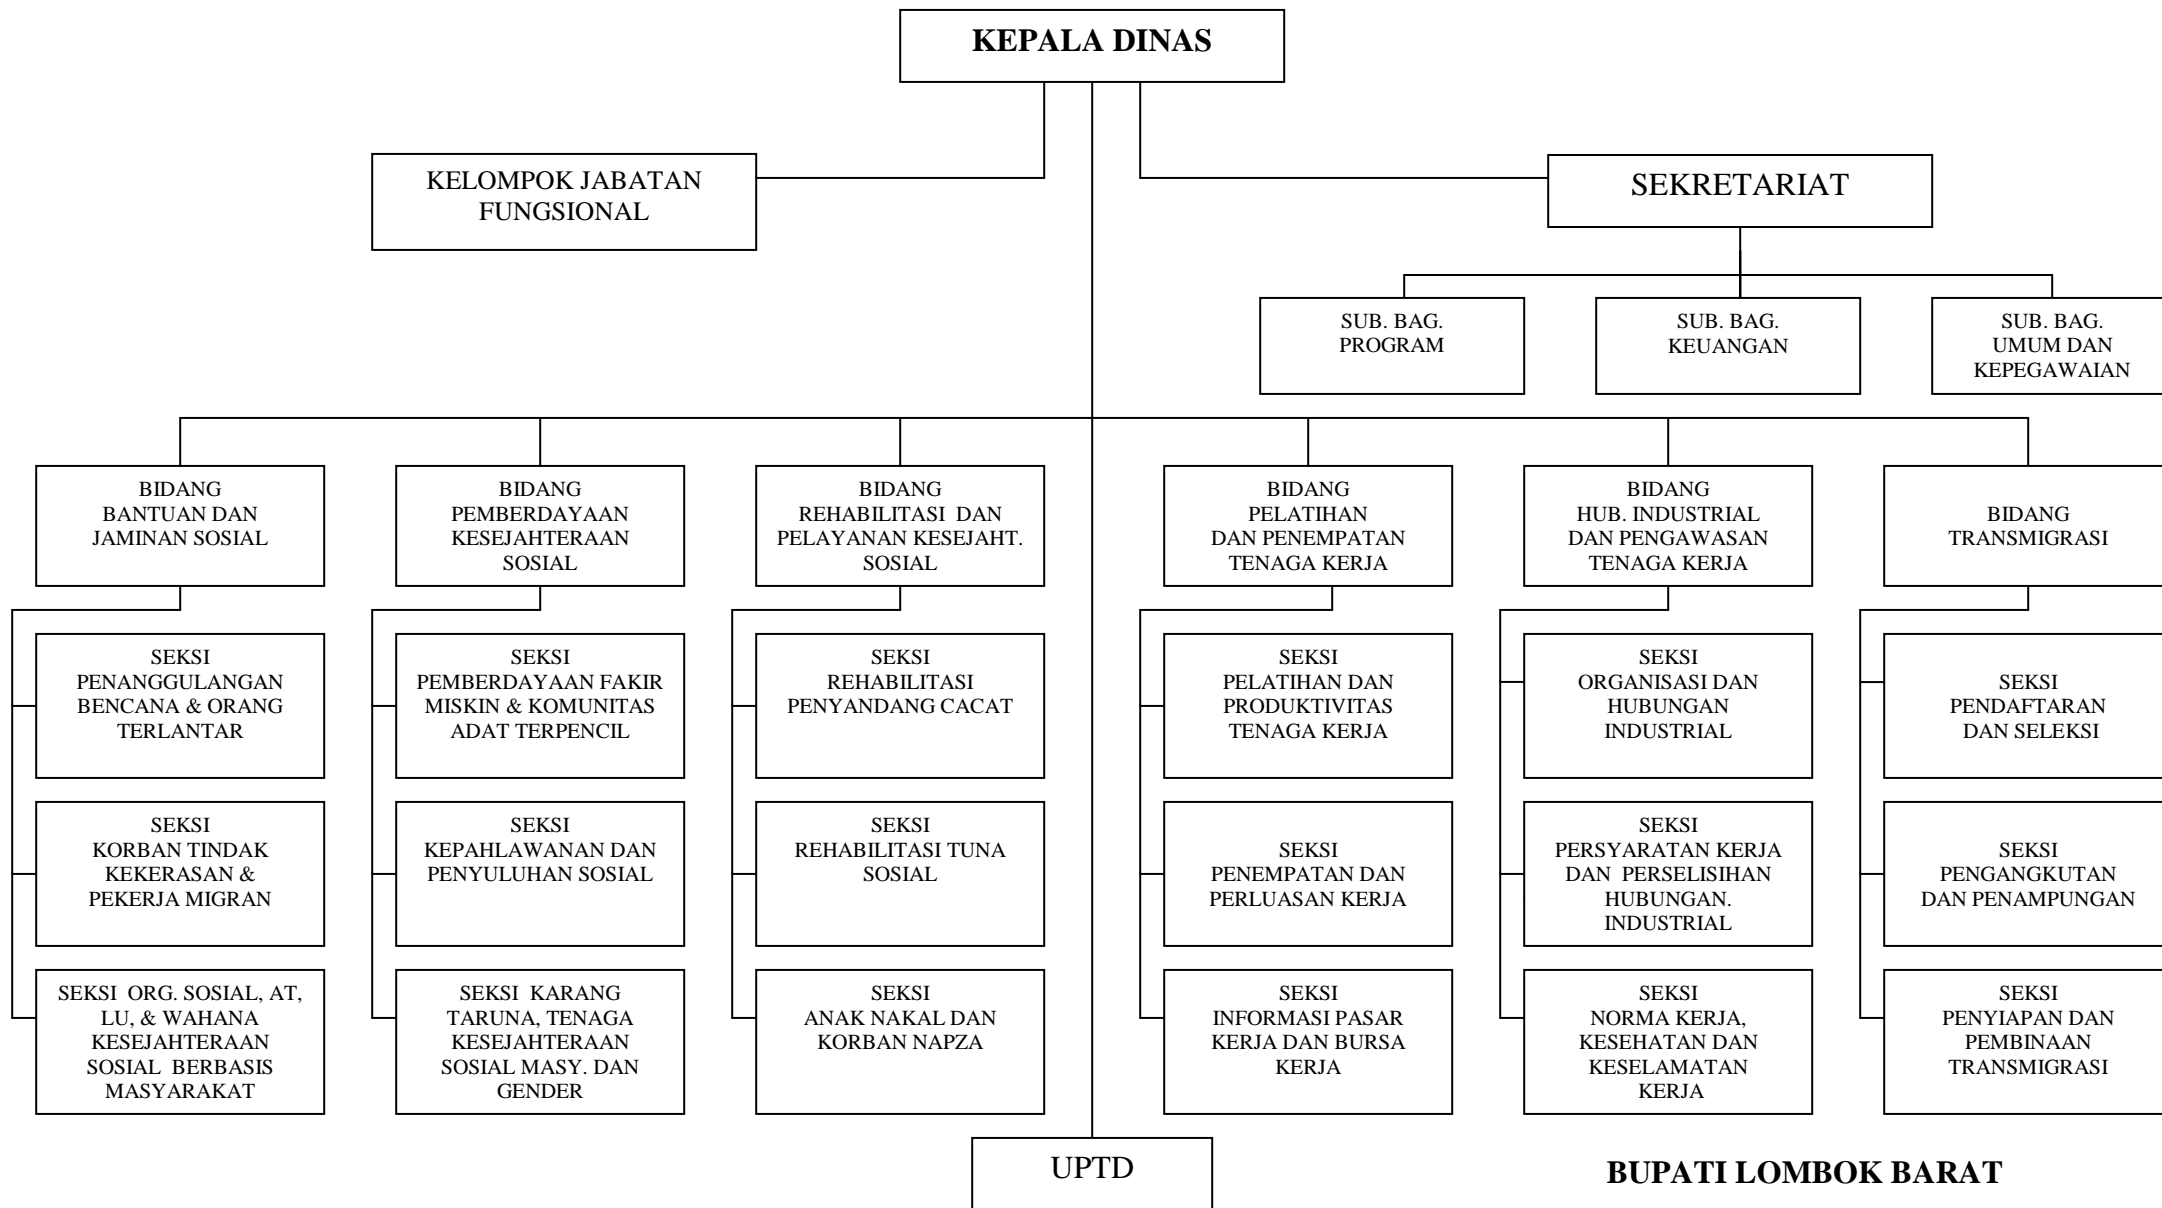 KEPALA DINAS
KELOMPOK JABATAN
FUNGSIONAL
SEKRETARIAT
SUB. BAG.
PROGRAM
SUB. BAG.
KEUANGAN
SUB. BAG.
UMUM DAN
KEPEGAWAIAN
BIDANG
BANTUAN DAN
JAMINAN SOSIAL
BIDANG
PEMBERDAYAAN
KESEJAHTERAAN
SOSIAL
BIDANG
REHABILITASI DAN
PELAYANAN KESEJAHT.
SOSIAL
BIDANG
PELATIHAN
DAN PENEMPATAN
TENAGA KERJA
BIDANG
HUB. INDUSTRIAL
DAN PENGAWASAN
TENAGA KERJA
BIDANG
TRANSMIGRASI
SEKSI
PENANGGULANGAN
BENCANA & ORANG
TERLANTAR
SEKSI
PEMBERDAYAAN FAKIR
MISKIN & KOMUNITAS
ADAT TERPENCIL
SEKSI
REHABILITASI
PENYANDANG CACAT
SEKSI
PELATIHAN DAN
PRODUKTIVITAS
TENAGA KERJA
SEKSI
ORGANISASI DAN
HUBUNGAN
INDUSTRIAL
SEKSI
PENDAFTARAN
DAN SELEKSI
SEKSI
KORBAN TINDAK
KEKERASAN &
PEKERJA MIGRAN
SEKSI
KEPAHLAWANAN DAN
PENYULUHAN SOSIAL
SEKSI
REHABILITASI TUNA
SOSIAL
SEKSI
PENEMPATAN DAN
PERLUASAN KERJA
SEKSI
PERSYARATAN KERJA
DAN PERSELISIHAN
HUBUNGAN.
INDUSTRIAL
SEKSI
PENGANGKUTAN
DAN PENAMPUNGAN
SEKSI ORG. SOSIAL, AT,
LU, & WAHANA
KESEJAHTERAAN
SOSIAL BERBASIS
MASYARAKAT
SEKSI KARANG
TARUNA, TENAGA
KESEJAHTERAAN
SOSIAL MASY. DAN
GENDER
SEKSI
ANAK NAKAL DAN
KORBAN NAPZA
SEKSI
INFORMASI PASAR
KERJA DAN BURSA
KERJA
SEKSI
NORMA KERJA,
KESEHATAN DAN
KESELAMATAN
KERJA
SEKSI
PENYIAPAN DAN
PEMBINAAN
TRANSMIGRASI
UPTD
BUPATI LOMBOK BARAT